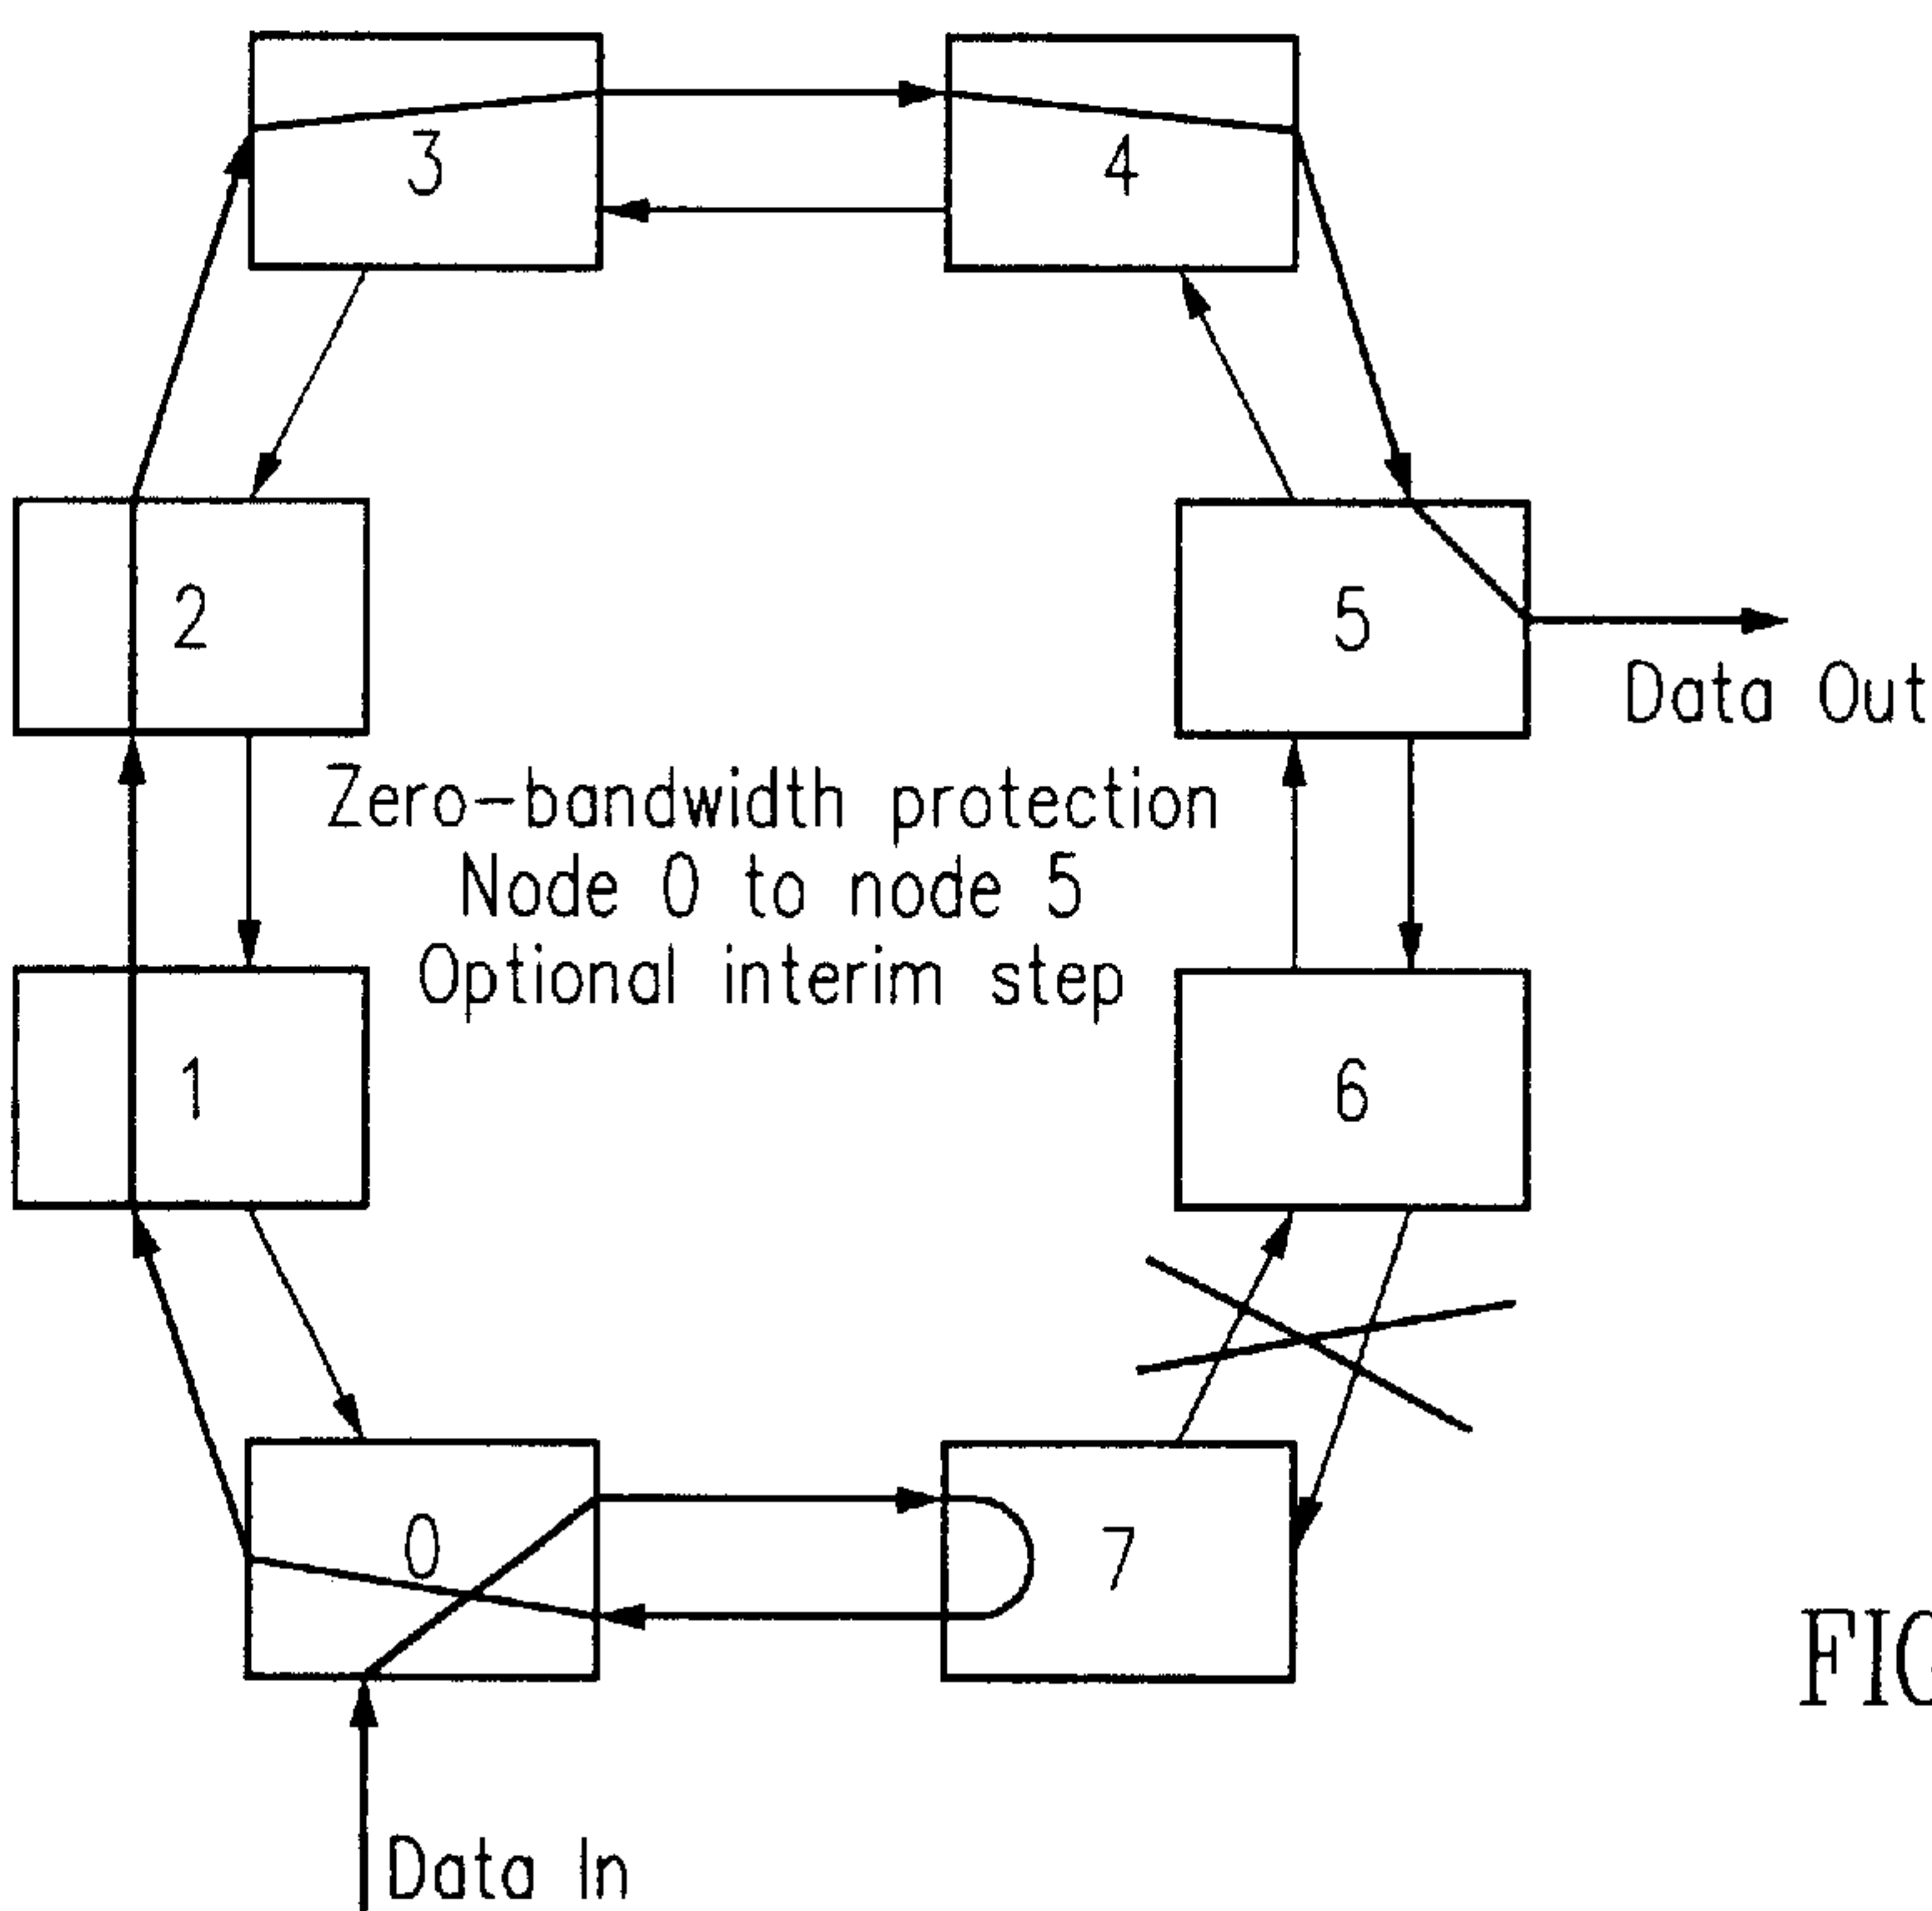 3
4
2
5
Data Out
Zero-bandwidth protection
Node 0 to node 5
Optional interim step
1
6
0
7
Data In